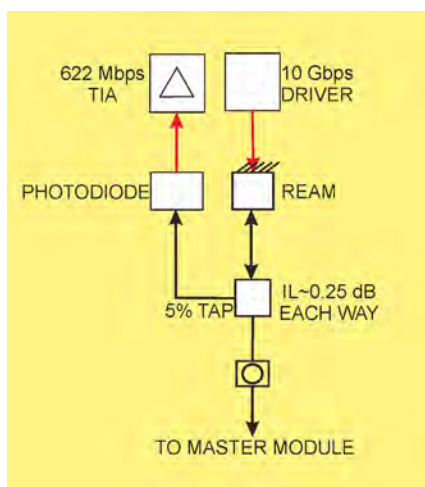 622 Mbps
TIA
10 Gbps
DRIVER
PHOTODIODE
REAM
5% TAP
IL~0.25 dB
EACH WAY
TO MASTER MODULE